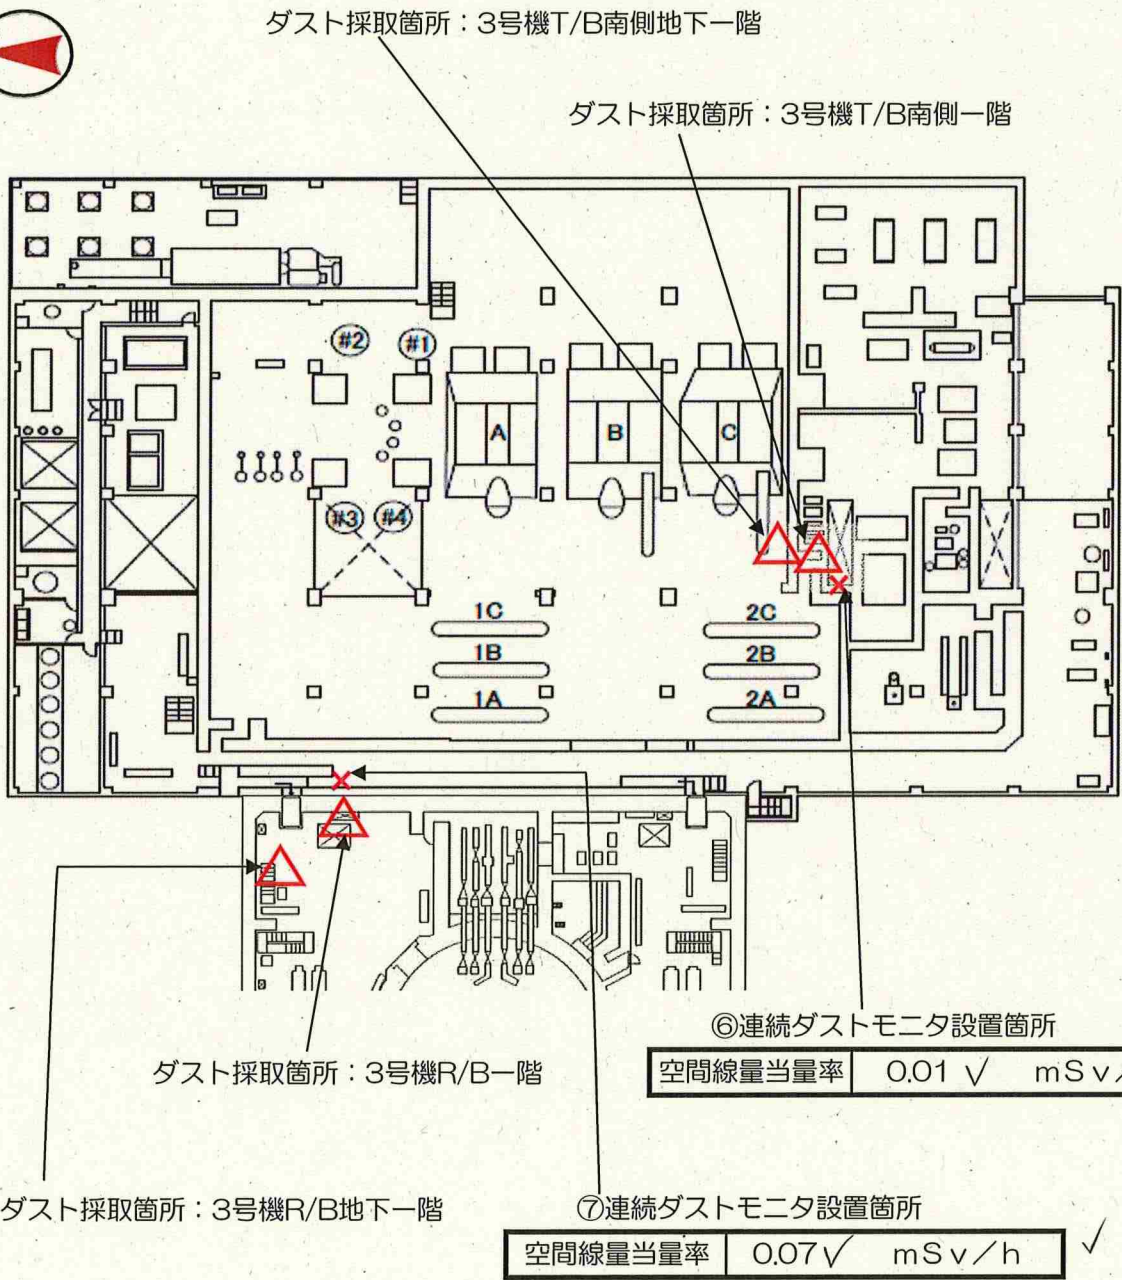 ダスト採取箇所：3号機T/B南側地下一階
ダスト採取箇所：3号機T/B南側一階
#2
#1
A
B
C
#3
#4
1C
2C
1B
2B
1A
2A
⑥連続ダストモニタ設置箇所
ダスト採取箇所：3号機R/B一階
空間線量当量率 0.01 √ mSv/
ダスト採取箇所：3号機R/B地下一階
⑦連続ダストモニタ設置箇所
空間線量当量率 0.07√ mSv/h √